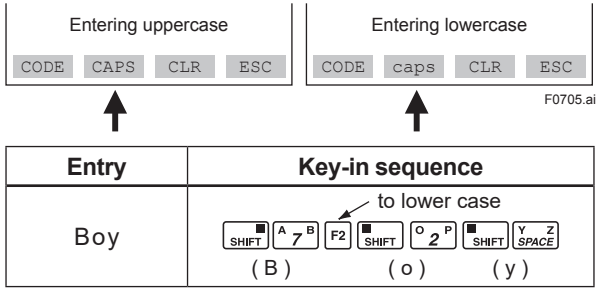 Entering uppercase Entering lowercase
CODE CAPS CLR ESC CODE caps CLR ESC
F0705.ai
Entry Key-in sequence
to lower case
Boy SHIFT A 7 B F2 SHIFT O 2 P SHIFT Y Z SPACE
( B ) ( o ) ( y )